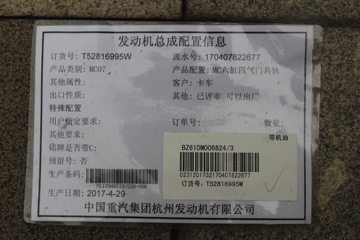 发动机总成配置信息
订货号: T52816995W 流水号: 170407822677
产品类别: MC07 产品配置: MC六缸四气门共轨
其他属性: 客户: 卡车
出口性质: 其他: 已评审 可以出厂
特殊配置
用户指定要求: 订单号: 数量:
其他要求: 带机油
铭牌是否带C: BZ610M006824/3
预留号: 否
生产条码: 0231201732170407822677
订货号: T52816995W
生产日期: 2017-4-29
中国重汽集团杭州发动机有限公司